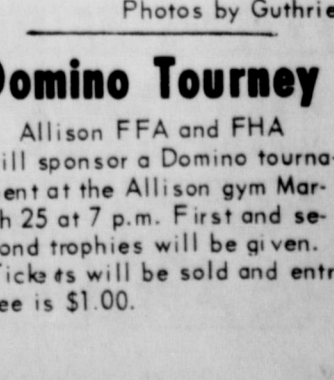 Photos by Guthrie
Domino Tourney
Allison FFA and FHA
ill sponsor a Domino tourna-
ent at the Allison gym Mar-
h 25 at 7 p.m. First and se-
ond trophies will be given.
Tickets will be sold and entr
ee is $1.00.